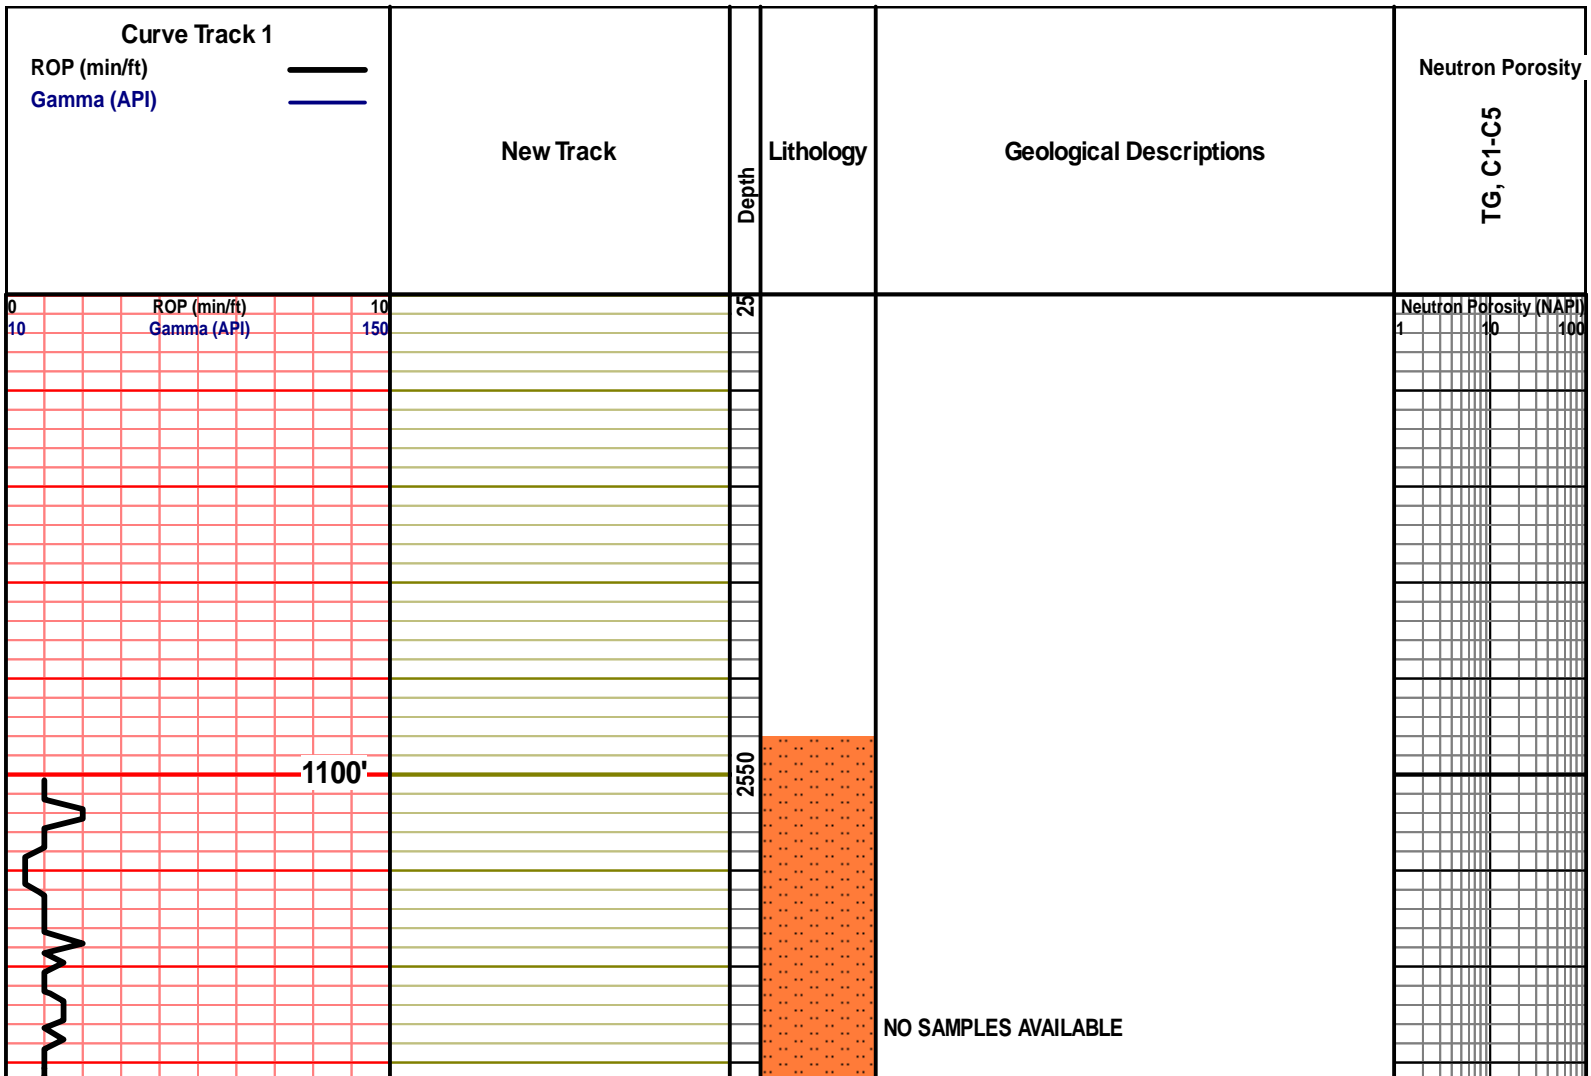 Curve Track 1
ROP (min/ft)
Gamma (API)
New Track
Depth
Lithology
Geological Descriptions
Neutron Porosity
TG, C1-C5
0 ROP (min/ft) 10
10 Gamma (API) 150
25
Neutron Porosity (NAPI)
1 10 100
1100'
2550
NO SAMPLES AVAILABLE